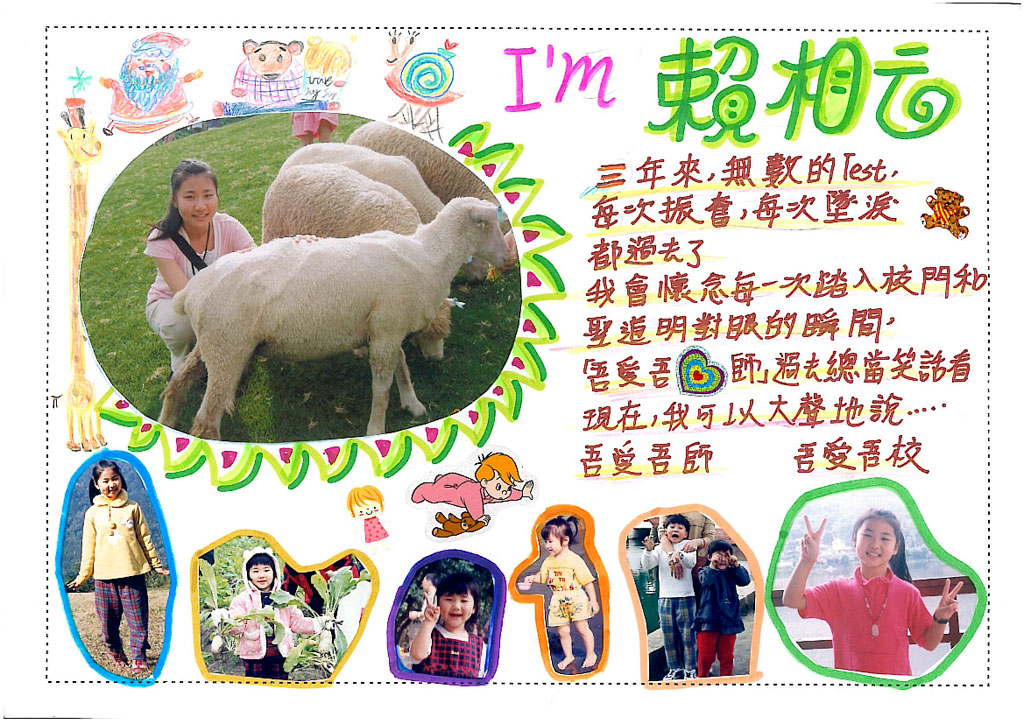 I'm 賴相云
三年來,無數的Test,
每次振奮,每次墜淚
都過去了
我會懷念每一次踏入校門和
聖道明對眼的瞬間,
「吾愛吾師」過去總當笑話看
現在,我可以大聲地說.....
吾愛吾師 吾愛吾校